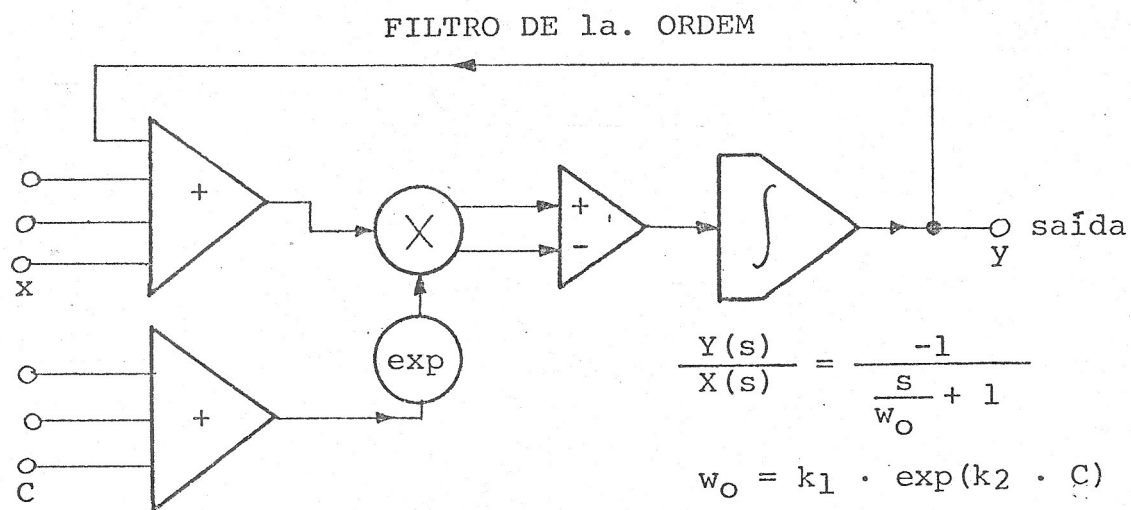 FILTRO DE 1a. ORDEM
+
x
X
+
-
∫
saída
y
exp
+
C
Y(s)
X(s)
=
-1
s
wo
+ 1
wo = k1 . exp(k2 . C)